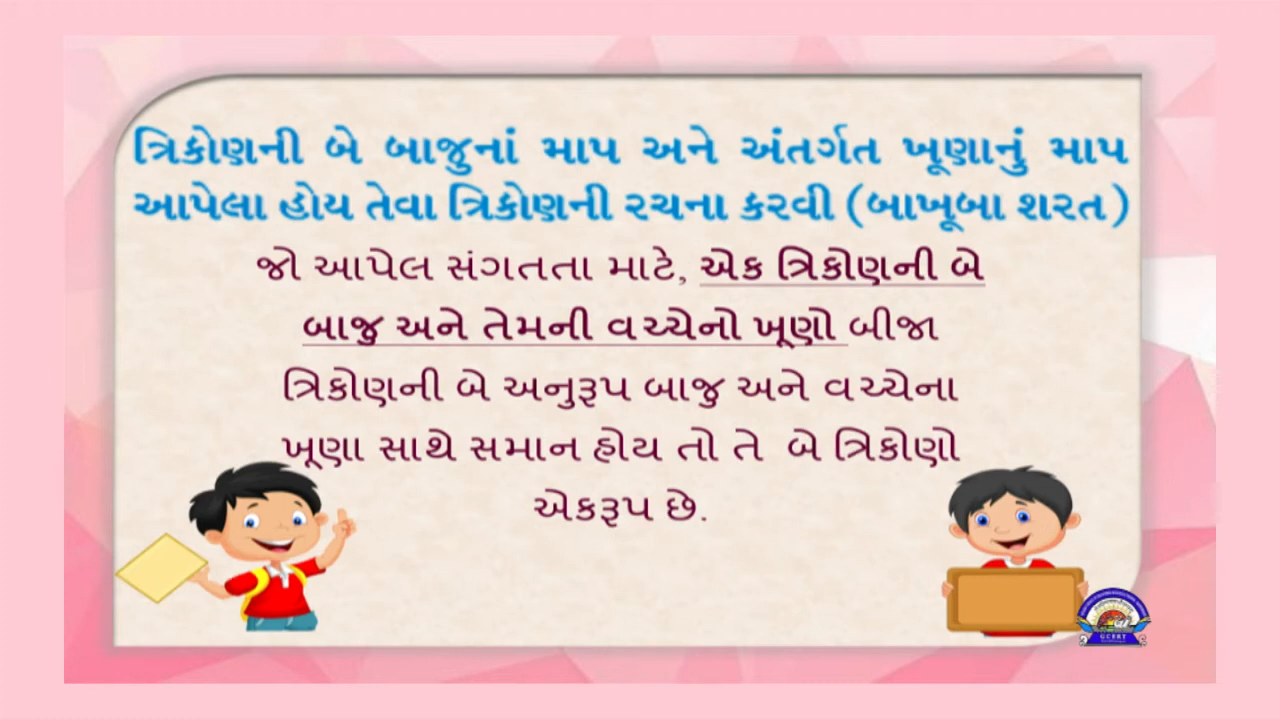 ત્રિકોણની બે બાજુનાં માપ અને અંતર્ગત ખૂણાનું માપ
આપેલા હોય તેવા ત્રિકોણની રચના કરવી (બાખૂબા શરત)
જો આપેલ સંગતતા માટે, એક ત્રિકોણની બે
બાજુ અને તેમની વચ્ચેનો ખૂણો બીજા
ત્રિકોણની બે અનુરૂપ બાજુ અને વચ્ચેના
ખૂણા સાથે સમાન હોય તો તે બે ત્રિકોણો
એકરૂપ છે.
GCERT